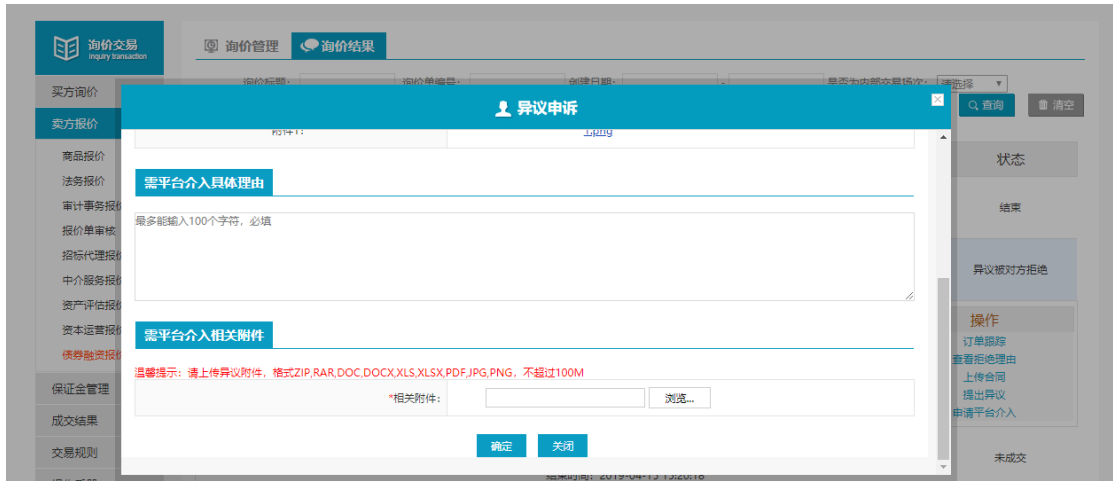 询价交易
Inquiry transaction
询价管理
询价结果
询价标题：
询价单编号：
创建日期：
-
是否为内部交易场次：
请选择
查询
清空
买方询价
卖方报价
商品报价
法务报价
审计事务报价
报价单审核
招标代理报价
中介服务报价
资产评估报价
资本运营报价
债券融资报价
保证金管理
成交结果
交易规则
异议申诉
附件1：
1.png
需平台介入具体理由
最多能输入100个字符，必填
需平台介入相关附件
温馨提示：请上传异议附件，格式ZIP,RAR,DOC,DOCX,XLS,XLSX,PDF,JPG,PNG，不超过100M
*相关附件：
浏览...
确定
关闭
状态
结束
异议被对方拒绝
操作
订单跟踪
查看拒绝理由
上传合同
提出异议
申请平台介入
未成交
结束时间：2019-04-15 15:20:18